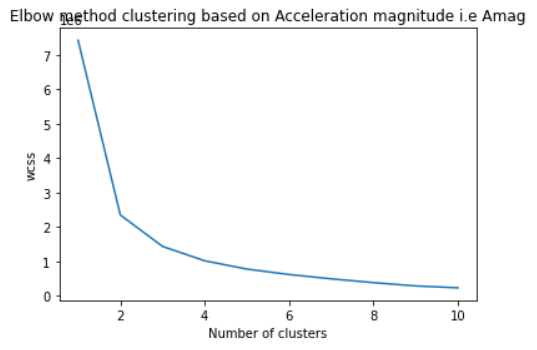 Elbow method clustering based on Acceleration magnitude i.e Amag
1e6
7
6
5
4
3
2
1
0
wcss
2 4 6 8 10
Number of clusters